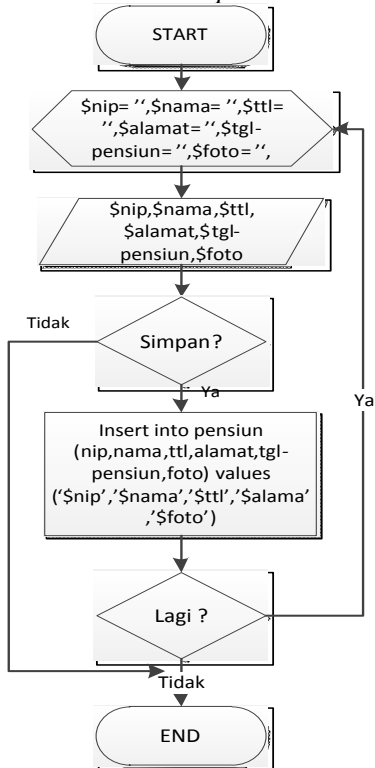 START
$nip= ‘‘,$nama= ‘‘,$ttl=
‘‘,$alamat= ‘‘,$tgl-
pensiun= ‘‘,$foto= ‘‘,
$nip,$nama,$ttl,
$alamat,$tgl-
pensiun,$foto
Tidak
Simpan?
Ya
Ya
Insert into pensiun
(nip,nama,ttl,alamat,tgl-
pensiun,foto) values
(‘$nip’,’$nama’,’$ttl’,’$alama’
,’$foto’)
Lagi ?
Tidak
END